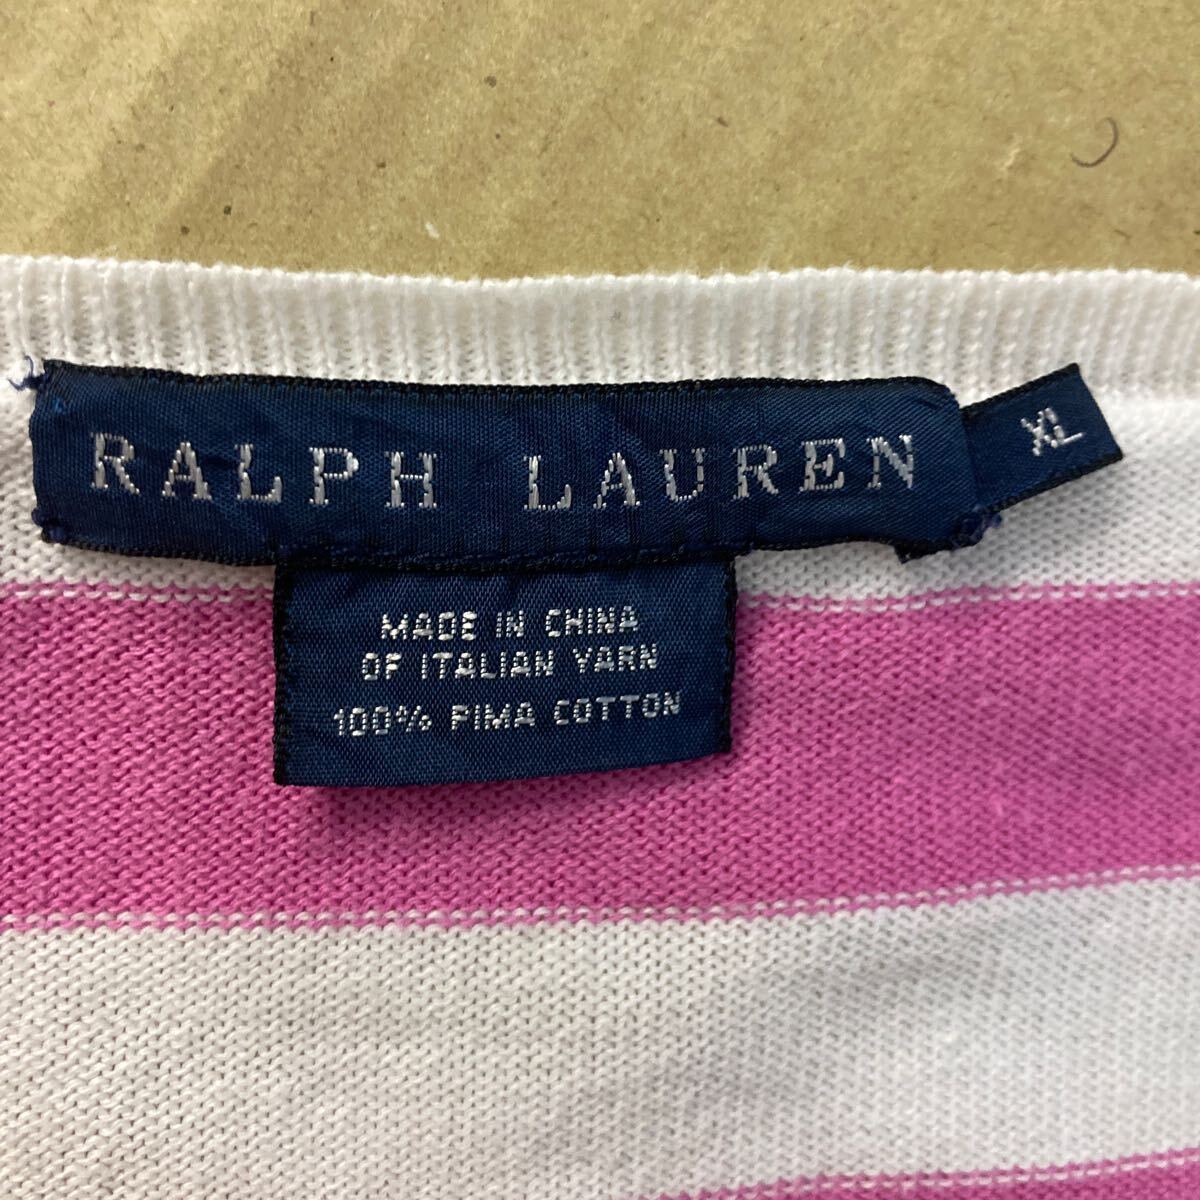 RALPH LAUREN
XL
MADE IN CHINA
OF ITALIAN YARN
100% PIMA COTTON